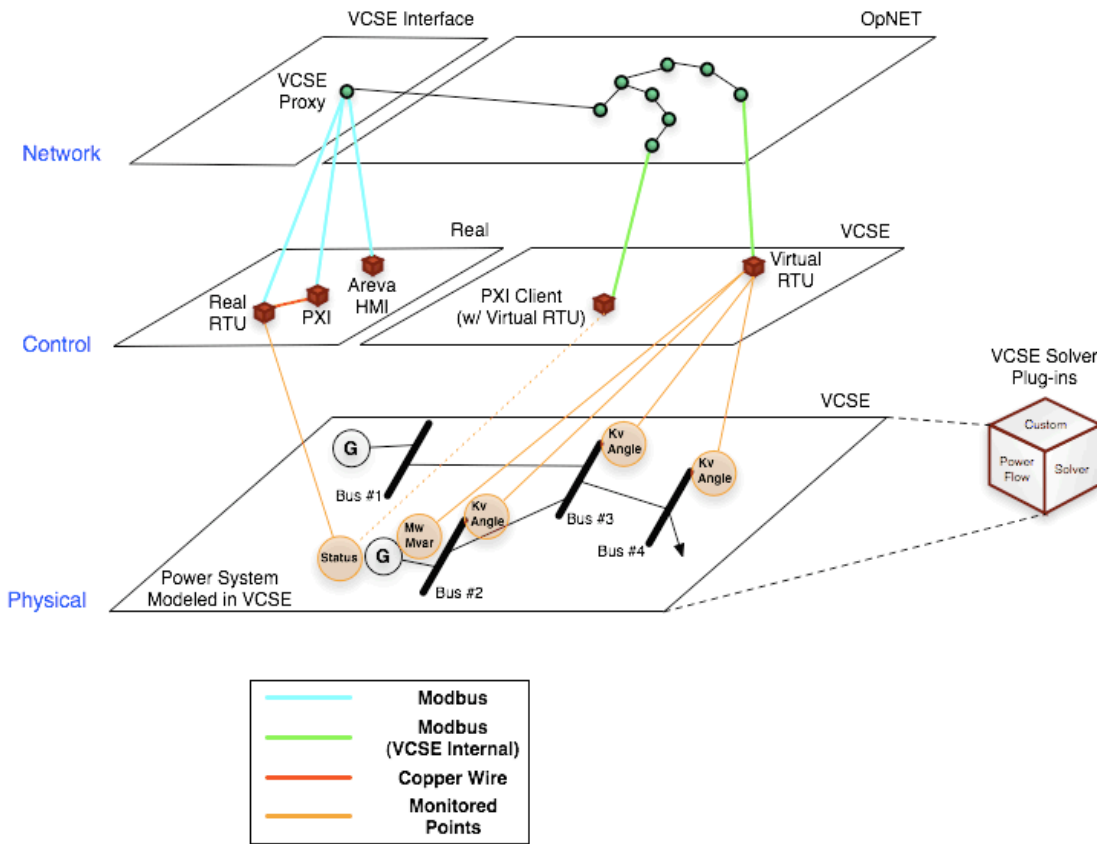 VCSE Interface
OpNET
VCSE
Proxy
Network
Real
VCSE
Real
RTU
PXI
Areva
HMI
PXI Client
(w/ Virtual RTU)
Virtual
RTU
Control
VCSE
VCSE Solver
Plug-ins
Custom
Power
Flow
Solver
G
Bus #1
Kv
Angle
Kv
Angle
Bus #3
Bus #4
Kv
Angle
Mw
Mvar
Status
G
Bus #2
Power System
Modeled in VCSE
Physical
Modbus
Modbus
(VCSE Internal)
Copper Wire
Monitored
Points